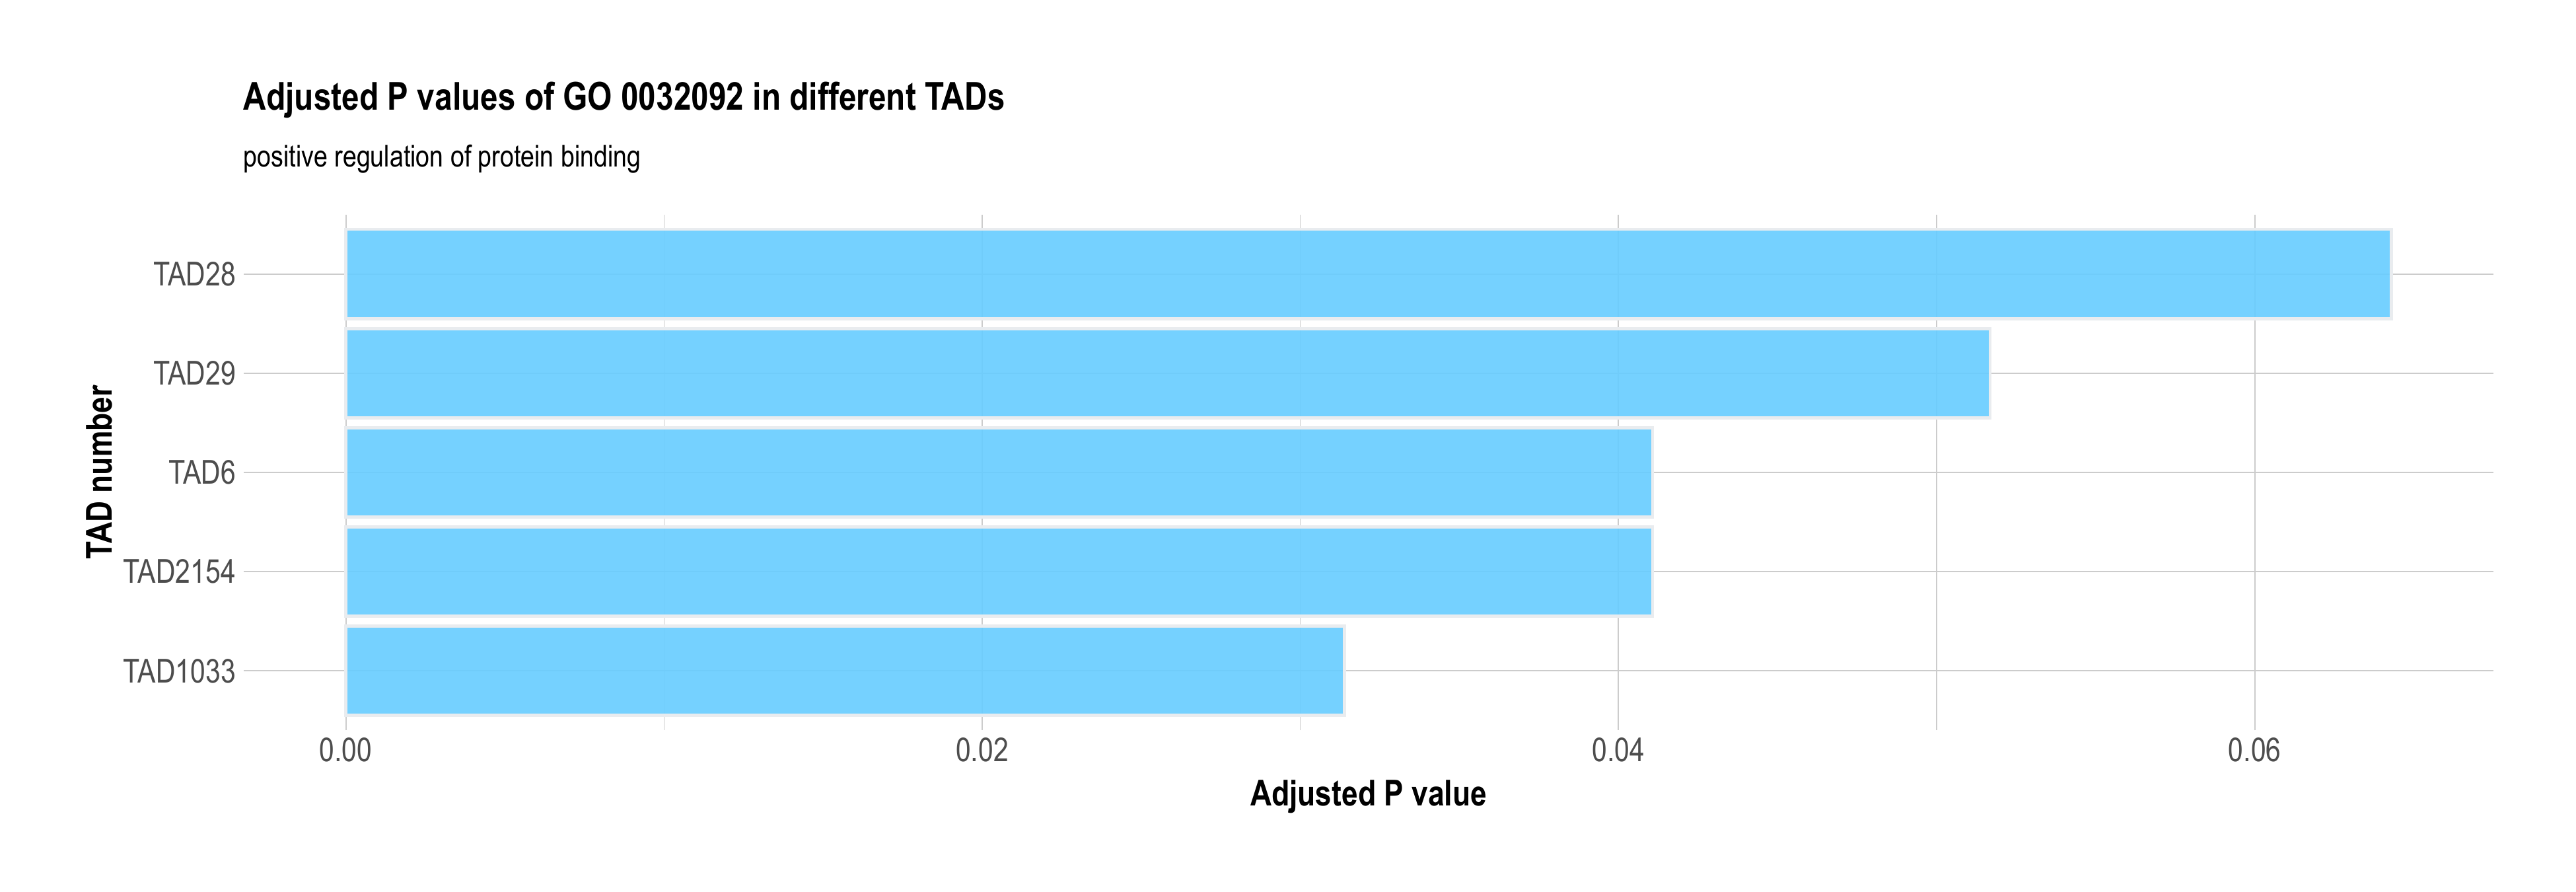 Adjusted P values of GO 0032092 in different TADs
positive regulation of protein binding
TAD number
TAD28
TAD29
TAD6
TAD2154
TAD1033
0.00 0.02 0.04 0.06
Adjusted P value